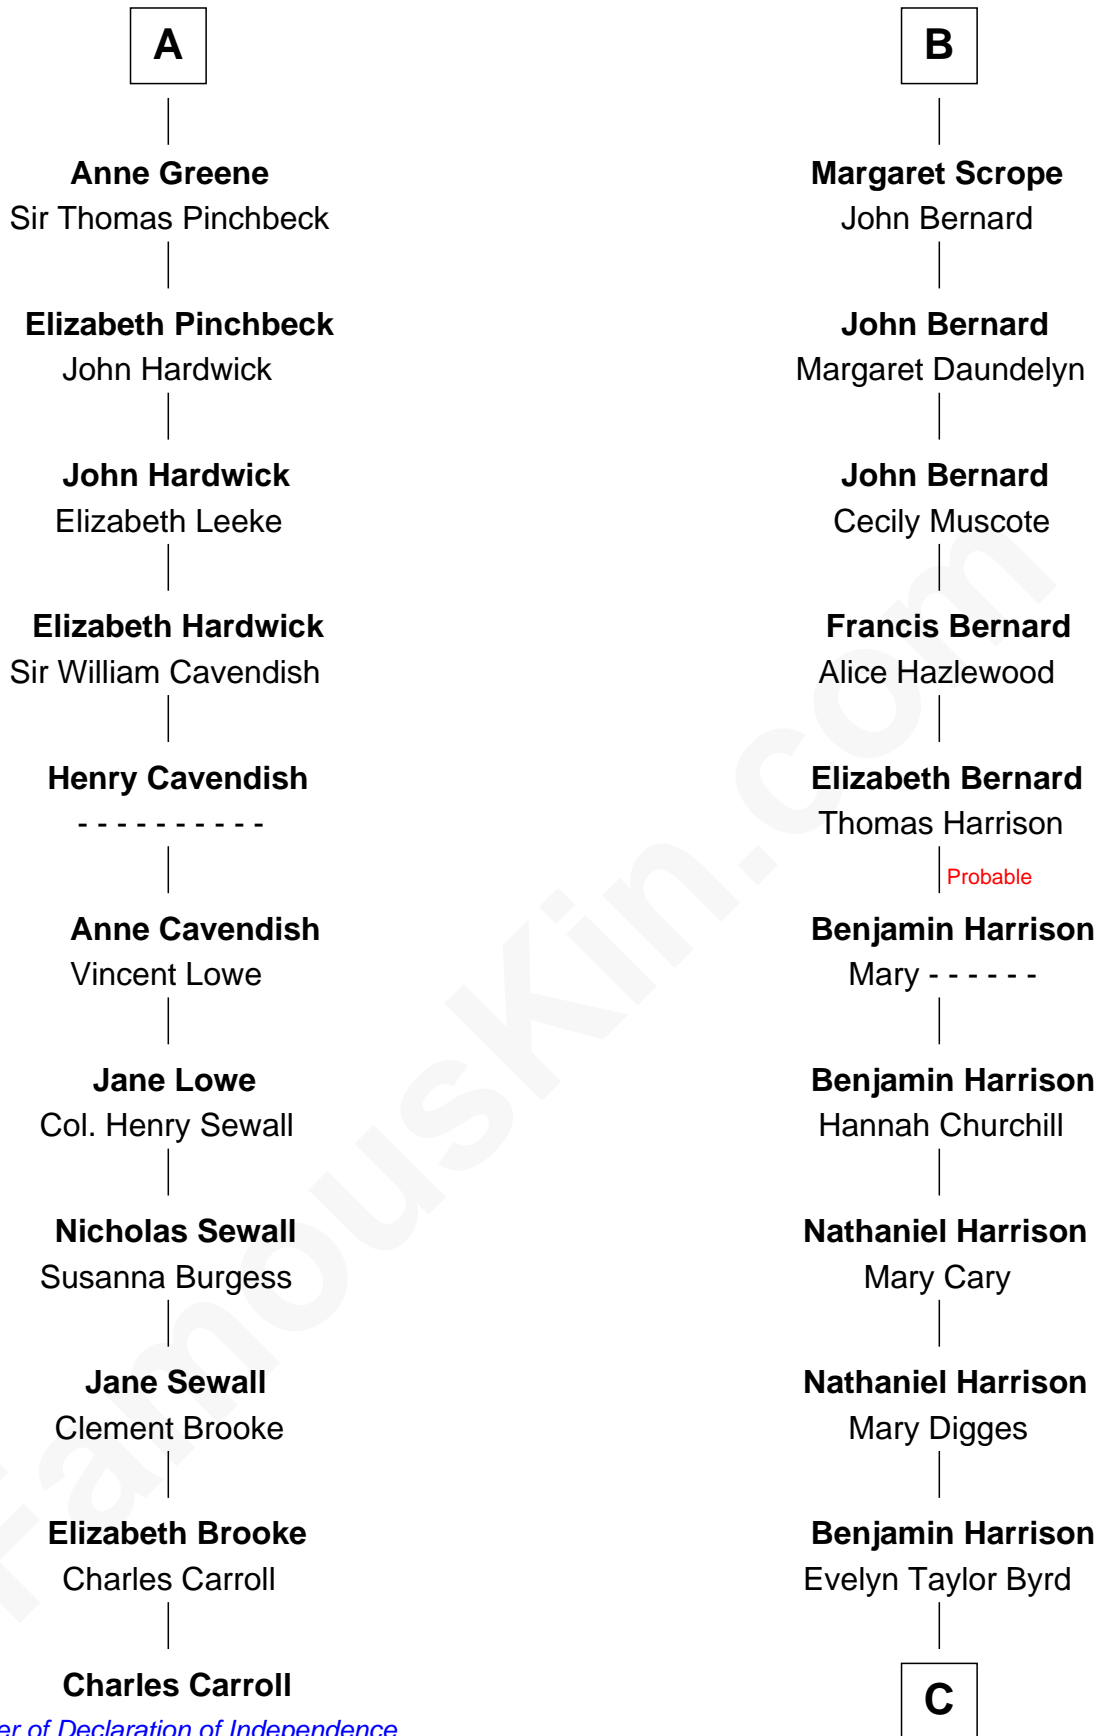 A
Anne Greene
Sir Thomas Pinchbeck
Elizabeth Pinchbeck
John Hardwick
John Hardwick
Elizabeth Leeke
Elizabeth Hardwick
Sir William Cavendish
Henry Cavendish
- - - - - - - - - -
Anne Cavendish
Vincent Lowe
Jane Lowe
Col. Henry Sewall
Nicholas Sewall
Susanna Burgess
Jane Sewall
Clement Brooke
Elizabeth Brooke
Charles Carroll
Charles Carroll
er of Declaration of Independence
B
Margaret Scrope
John Bernard
John Bernard
Margaret Daundelyn
John Bernard
Cecily Muscote
Francis Bernard
Alice Hazlewood
Elizabeth Bernard
Thomas Harrison
Probable
Benjamin Harrison
Mary - - - - - -
Benjamin Harrison
Hannah Churchill
Nathaniel Harrison
Mary Cary
Nathaniel Harrison
Mary Digges
Benjamin Harrison
Evelyn Taylor Byrd
C
FamousKin.com